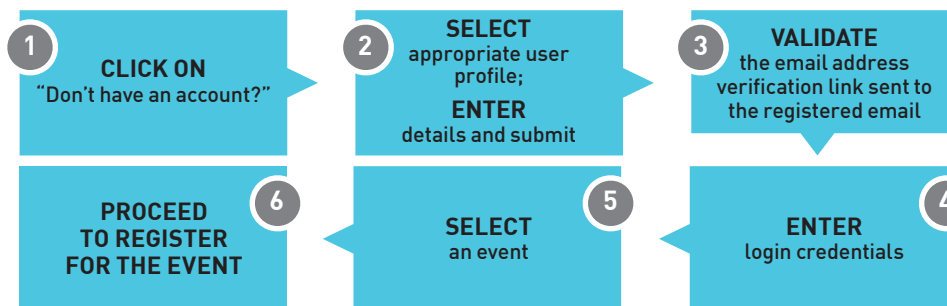 1
CLICK ON
“Don’t have an account?”
2
SELECT
appropriate user
profile;
ENTER
details and submit
3
VALIDATE
the email address
verification link sent to
the registered email
4
ENTER
login credentials
5
SELECT
an event
6
PROCEED
TO REGISTER
FOR THE EVENT